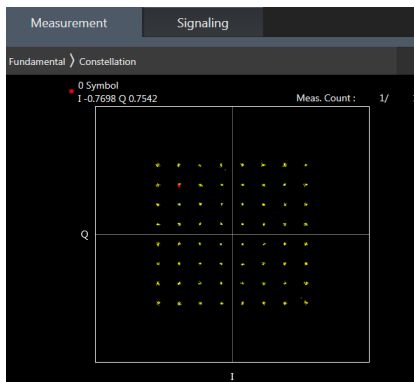 Measurement Signaling
Fundamental 〉 Constellation
0 Symbol
I -0.7698 Q 0.7542 Meas. Count : 1/
Q
I